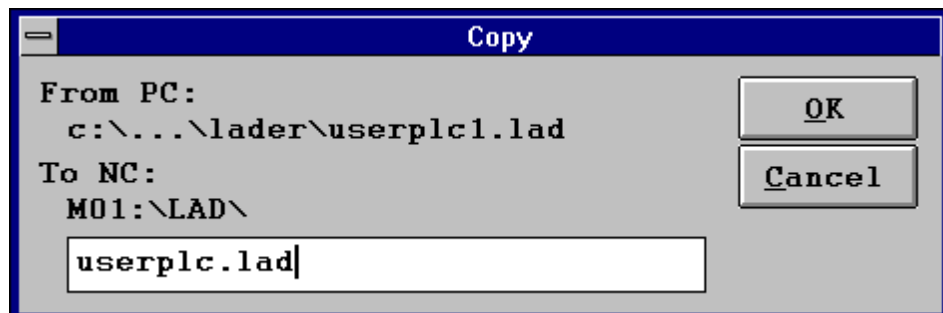 Copy
From PC:
c:\...\lader\userplc1.lad
To NC:
M01:\LAD\
userplc.lad
OK
Cancel